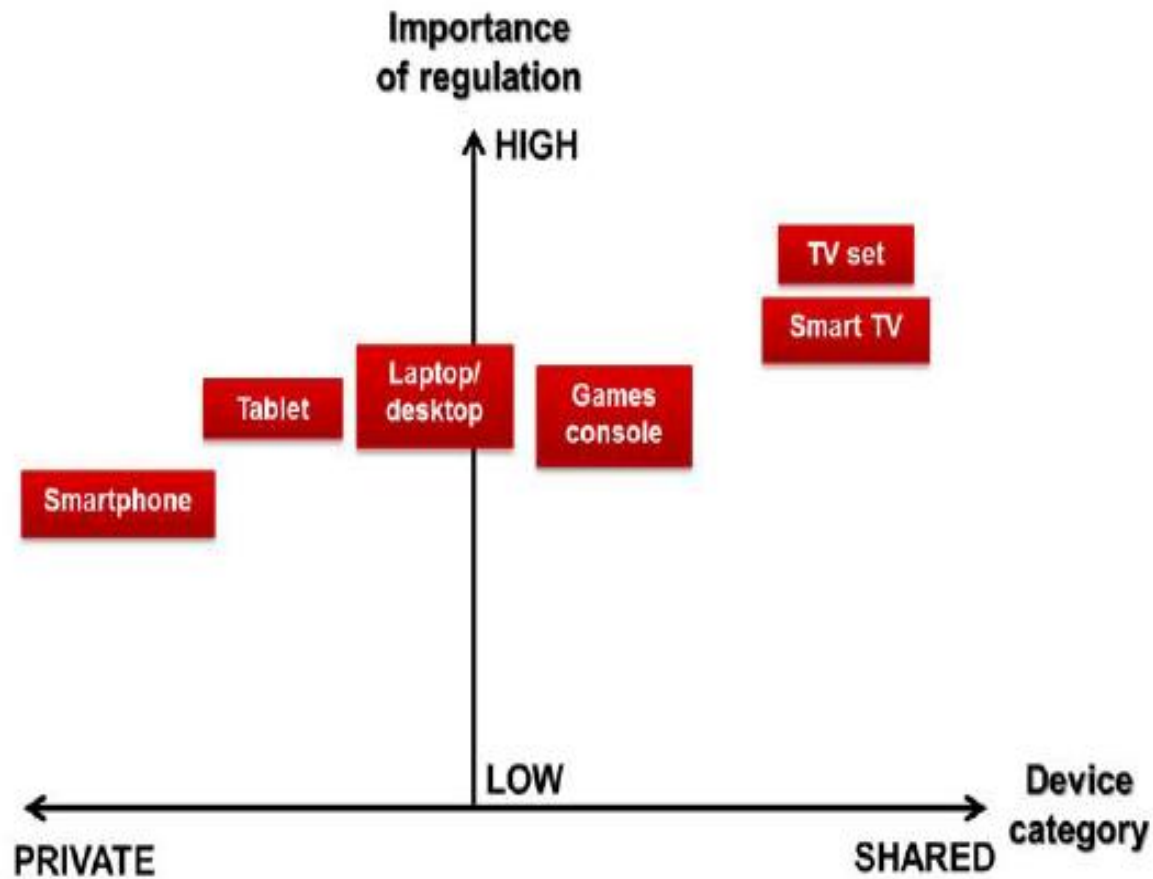 Importance
of regulation
HIGH
TV set
Smart TV
Laptop/
desktop
Tablet
Games
console
Smartphone
LOW
Device
category
PRIVATE
SHARED